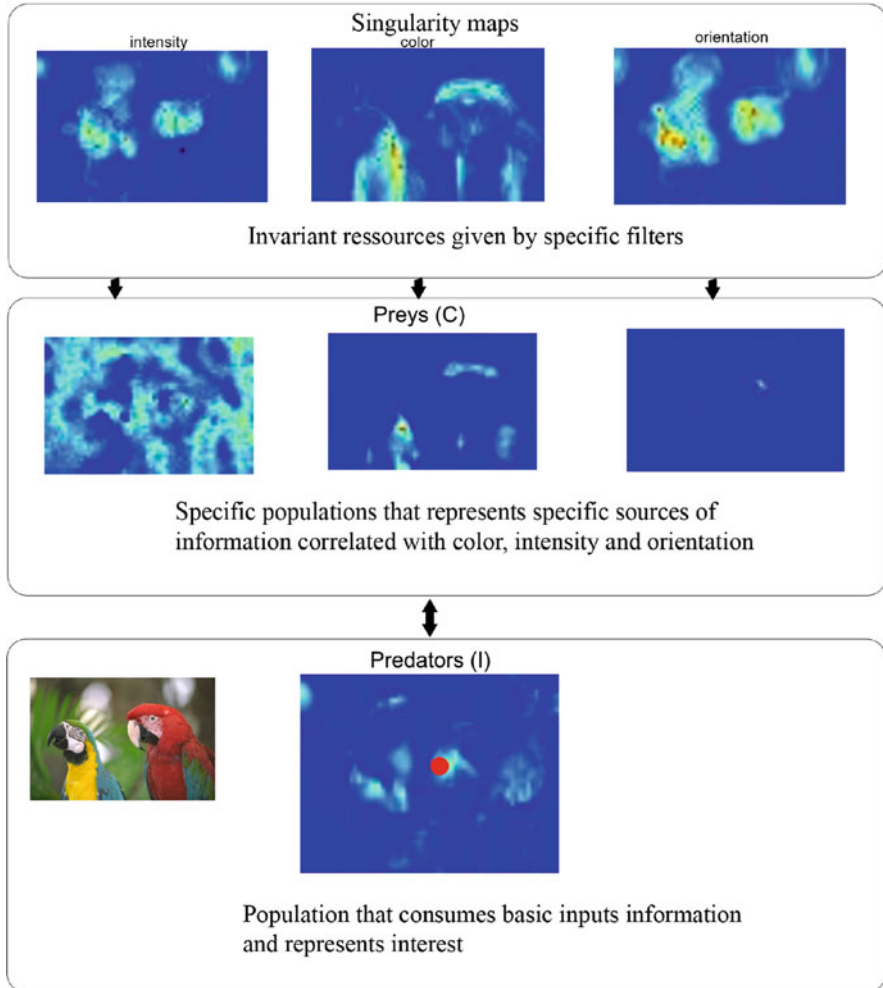 Singularity maps
intensity
color
orientation
Invariant ressources given by specific filters
Preys (C)
Specific populations that represents specific sources of
information correlated with color, intensity and orientation
Predators (I)
Population that consumes basic inputs information
and represents interest